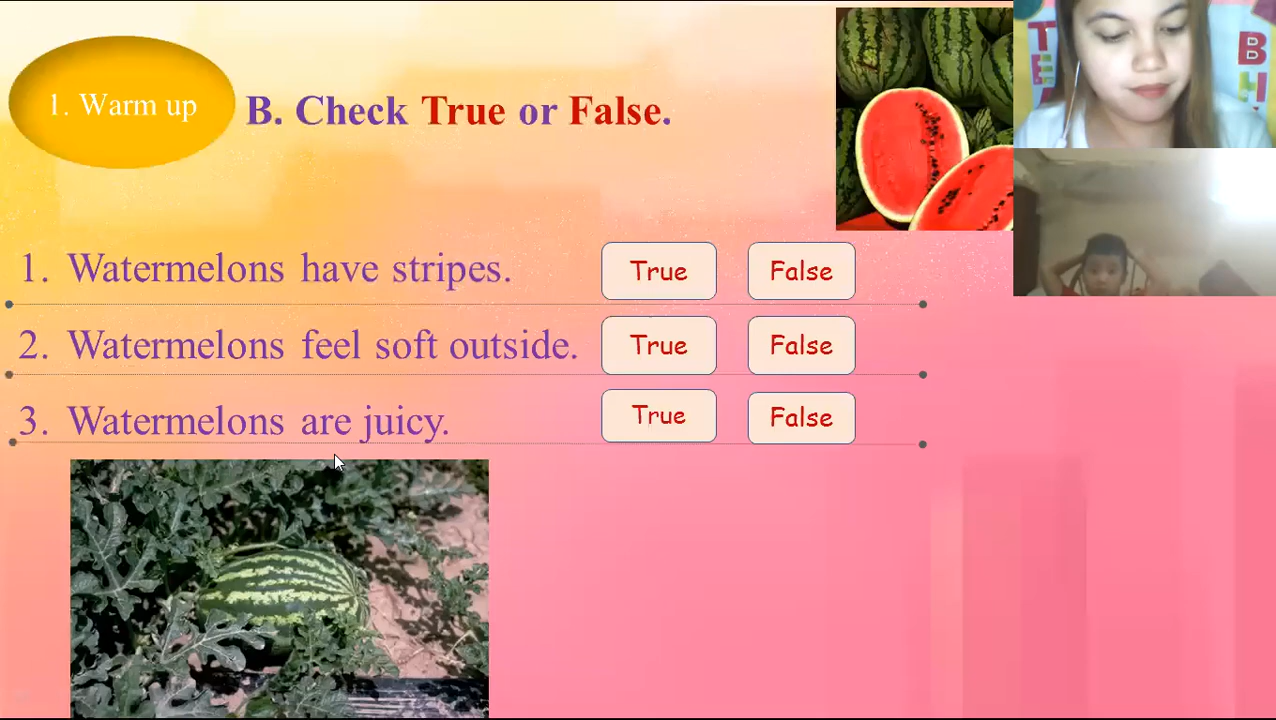 1. Warm up
B. Check True or False.
1. Watermelons have stripes. True False
2. Watermelons feel soft outside. True False
3. Watermelons are juicy. True False
T B
E H